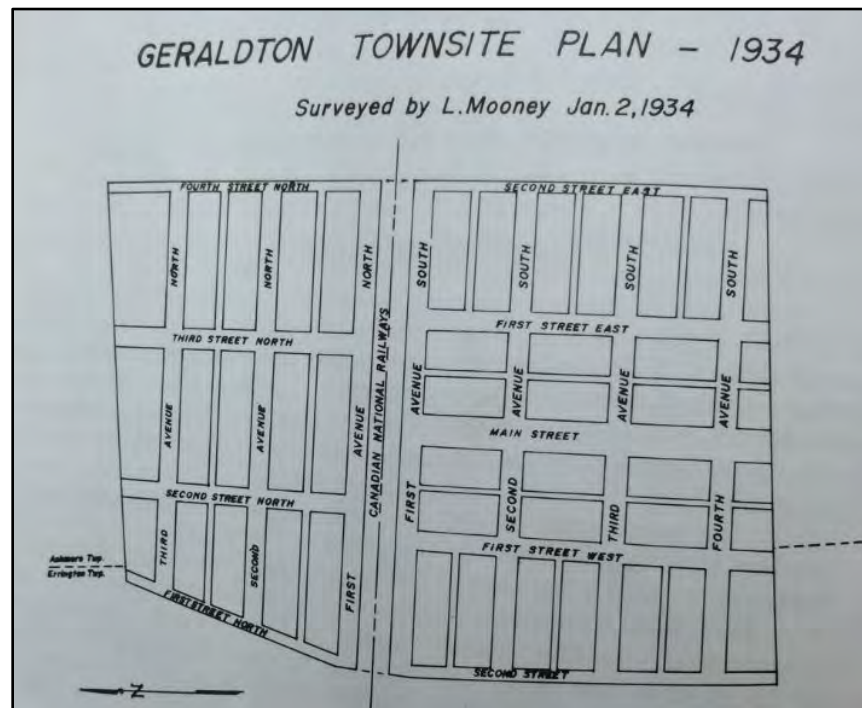 GERALDTON TOWNSITE PLAN - 1934
Surveyed by L. Mooney Jan. 2, 1934
FOURTH STREET NORTH
SECOND STREET EAST
NORTH
NORTH
NORTH
SOUTH
SOUTH
SOUTH
SOUTH
CANADIAN NATIONAL RAILWAYS
FIRST STREET EAST
THIRD STREET NORTH
AVENUE
AVENUE
AVENUE
AVENUE
AVENUE
AVENUE
AVENUE
MAIN STREET
SECOND STREET NORTH
FIRST
SECOND
THIRD
FOURTH
FIRST STREET WEST
THIRD
SECOND
FIRST
Ashmore Twp.
Errington Twp.
FIRST STREET NORTH
SECOND STREET
N